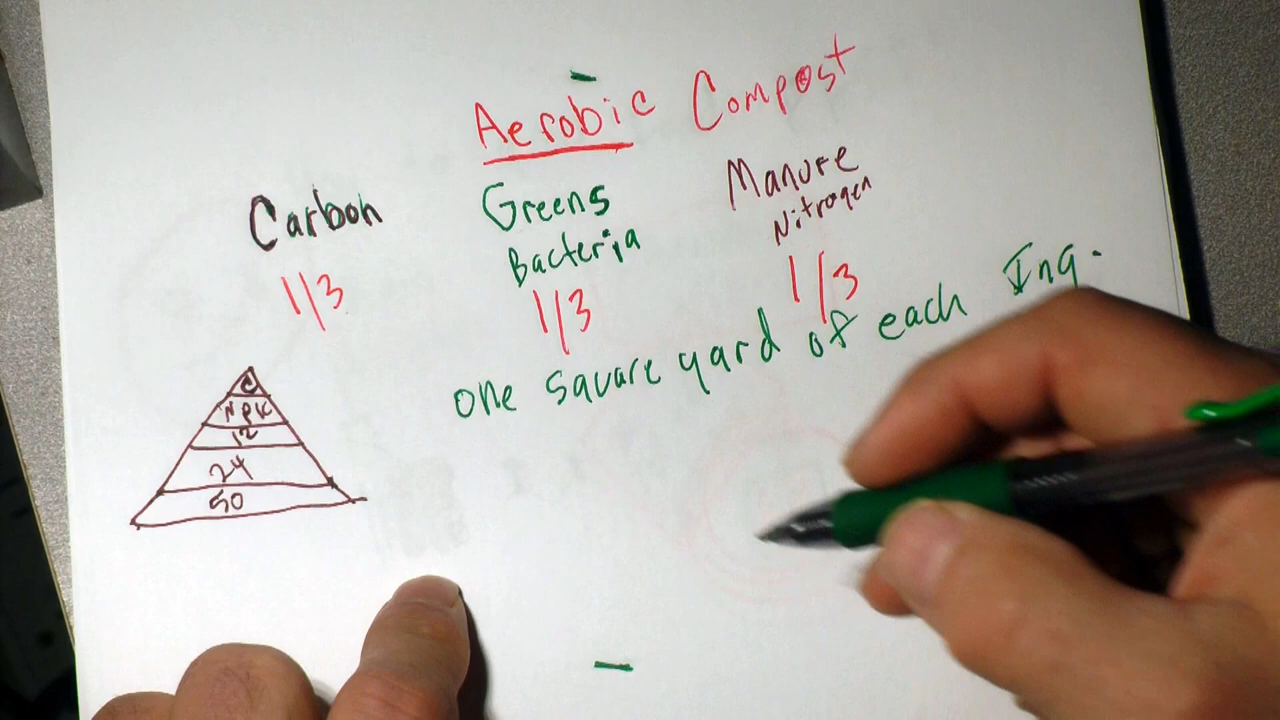 Aerobic Compost
Carbon Greens Manure
Bacteria Nitrogen
1/3 1/3 1/3
one square yard of each Ing.
C
N P K
12
24
50